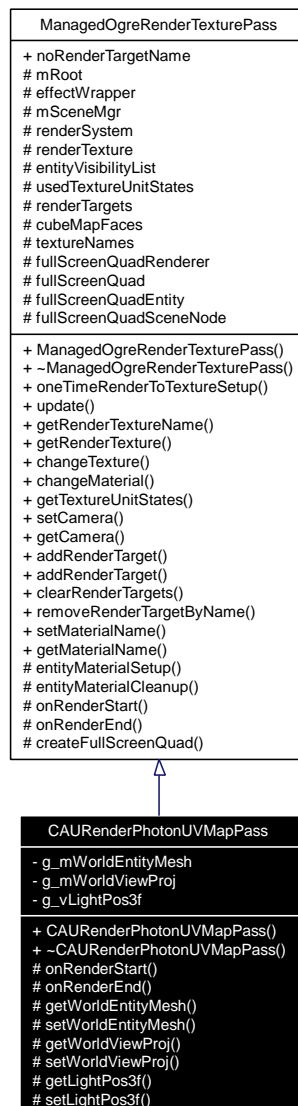 ManagedOgreRenderTexturePass
+ noRenderTargetName
# mRoot
# effectWrapper
# mSceneMgr
# renderSystem
# renderTexture
# entityVisibilityList
# usedTextureUnitStates
# renderTargets
# cubeMapFaces
# textureNames
# fullScreenQuadRenderer
# fullScreenQuad
# fullScreenQuadEntity
# fullScreenQuadSceneNode
+ ManagedOgreRenderTexturePass()
+ ~ManagedOgreRenderTexturePass()
+ oneTimeRenderToTextureSetup()
+ update()
+ getRenderTextureName()
+ getRenderTexture()
+ changeTexture()
+ changeMaterial()
+ getTextureUnitStates()
+ setCamera()
+ getCamera()
+ addRenderTarget()
+ addRenderTarget()
+ clearRenderTargets()
+ removeRenderTargetByName()
+ setMaterialName()
+ getMaterialName()
# entityMaterialSetup()
# entityMaterialCleanup()
# onRenderStart()
# onRenderEnd()
# createFullScreenQuad()
CAURenderPhotonUVMapPass
- g_mWorldEntityMesh
- g_mWorldViewProj
- g_vLightPos3f
+ CAURenderPhotonUVMapPass()
+ ~CAURenderPhotonUVMapPass()
# onRenderStart()
# onRenderEnd()
# getWorldEntityMesh()
# setWorldEntityMesh()
# getWorldViewProj()
# setWorldViewProj()
# getLightPos3f()
# setLightPos3f()